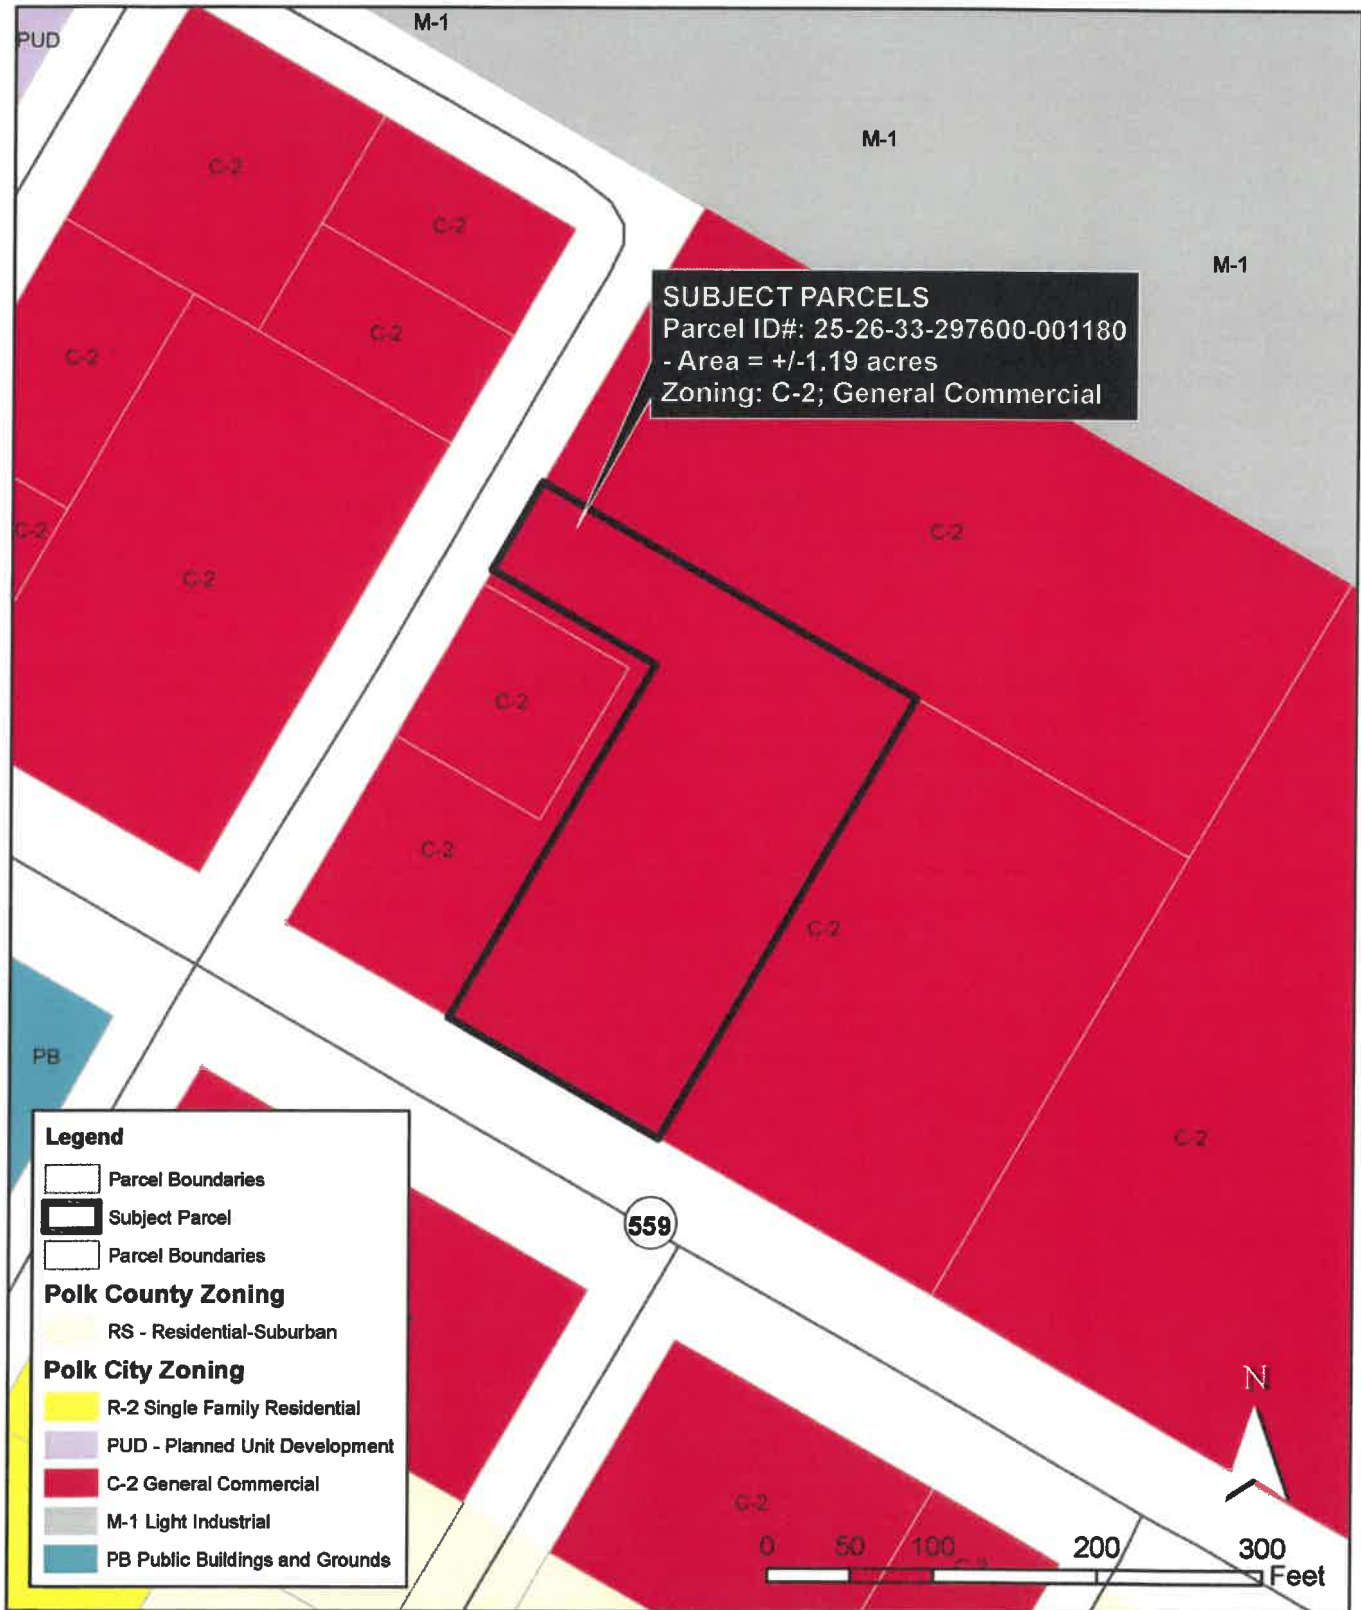 M-1
PUD
M-1
C-2
C-2
M-1
SUBJECT PARCELS
Parcel ID#: 25-26-33-297600-001180
- Area = +/-1.19 acres
Zoning: C-2; General Commercial
C-2
C-2
C-2
C-2
C-2
C-2
C-2
C-2
PB
C-2
Legend
Parcel Boundaries
Subject Parcel
Parcel Boundaries
Polk County Zoning
RS - Residential-Suburban
Polk City Zoning
R-2 Single Family Residential
PUD - Planned Unit Development
C-2 General Commercial
M-1 Light Industrial
PB Public Buildings and Grounds
559
N
C-2
0 50 100 200 300
C-2
Feet